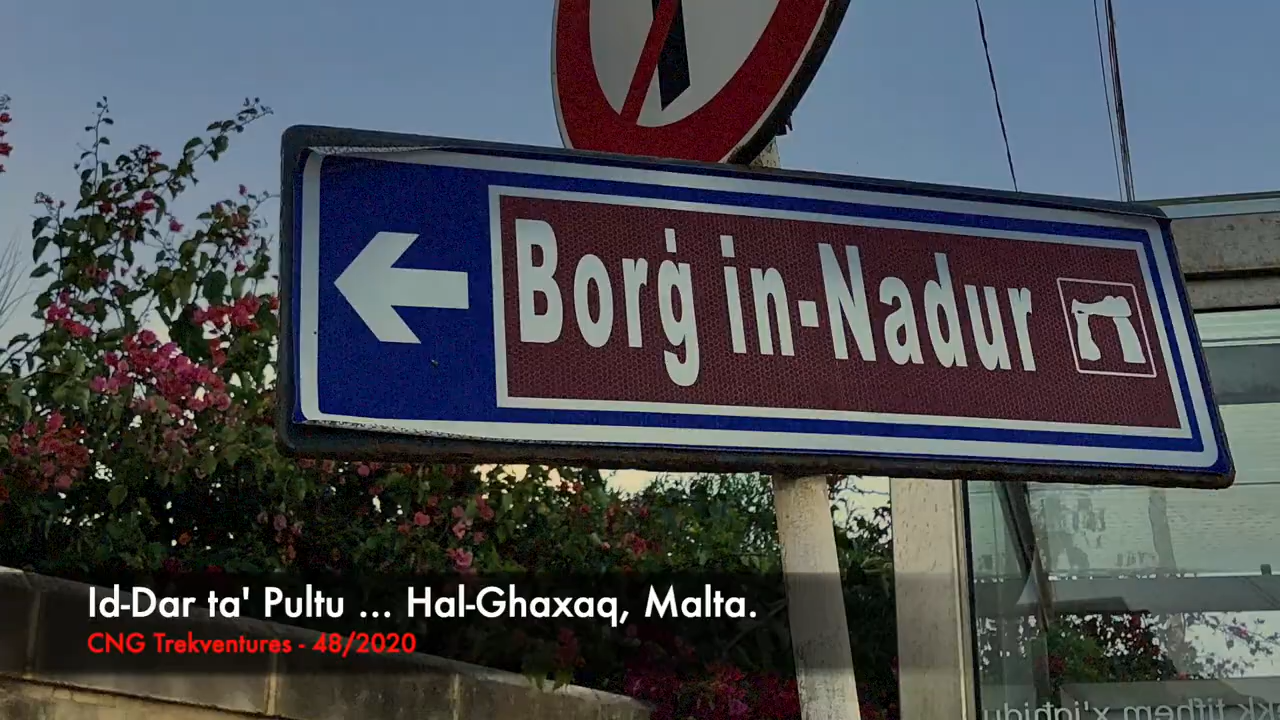 Borġ in-Nadur
Id-Dar ta' Pultu ... Hal-Ghaxaq, Malta.
CNG Trekventures - 48/2020